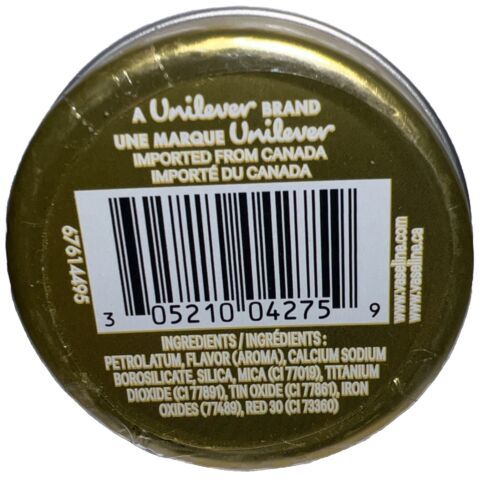 A Unilever BRAND
UNE MARQUE Unilever
IMPORTED FROM CANADA
IMPORTÉ DU CANADA
67614495
www.vaseline.com
www.vaseline.ca
3 05210 04275 9
INGREDIENTS / INGRÉDIENTS :
PETROLATUM, FLAVOR (AROMA), CALCIUM SODIUM
BOROSILICATE, SILICA, MICA (CI 77019), TITANIUM
DIOXIDE (CI 77891), TIN OXIDE (CI 77861), IRON
OXIDES (77489), RED 30 (CI 73360)